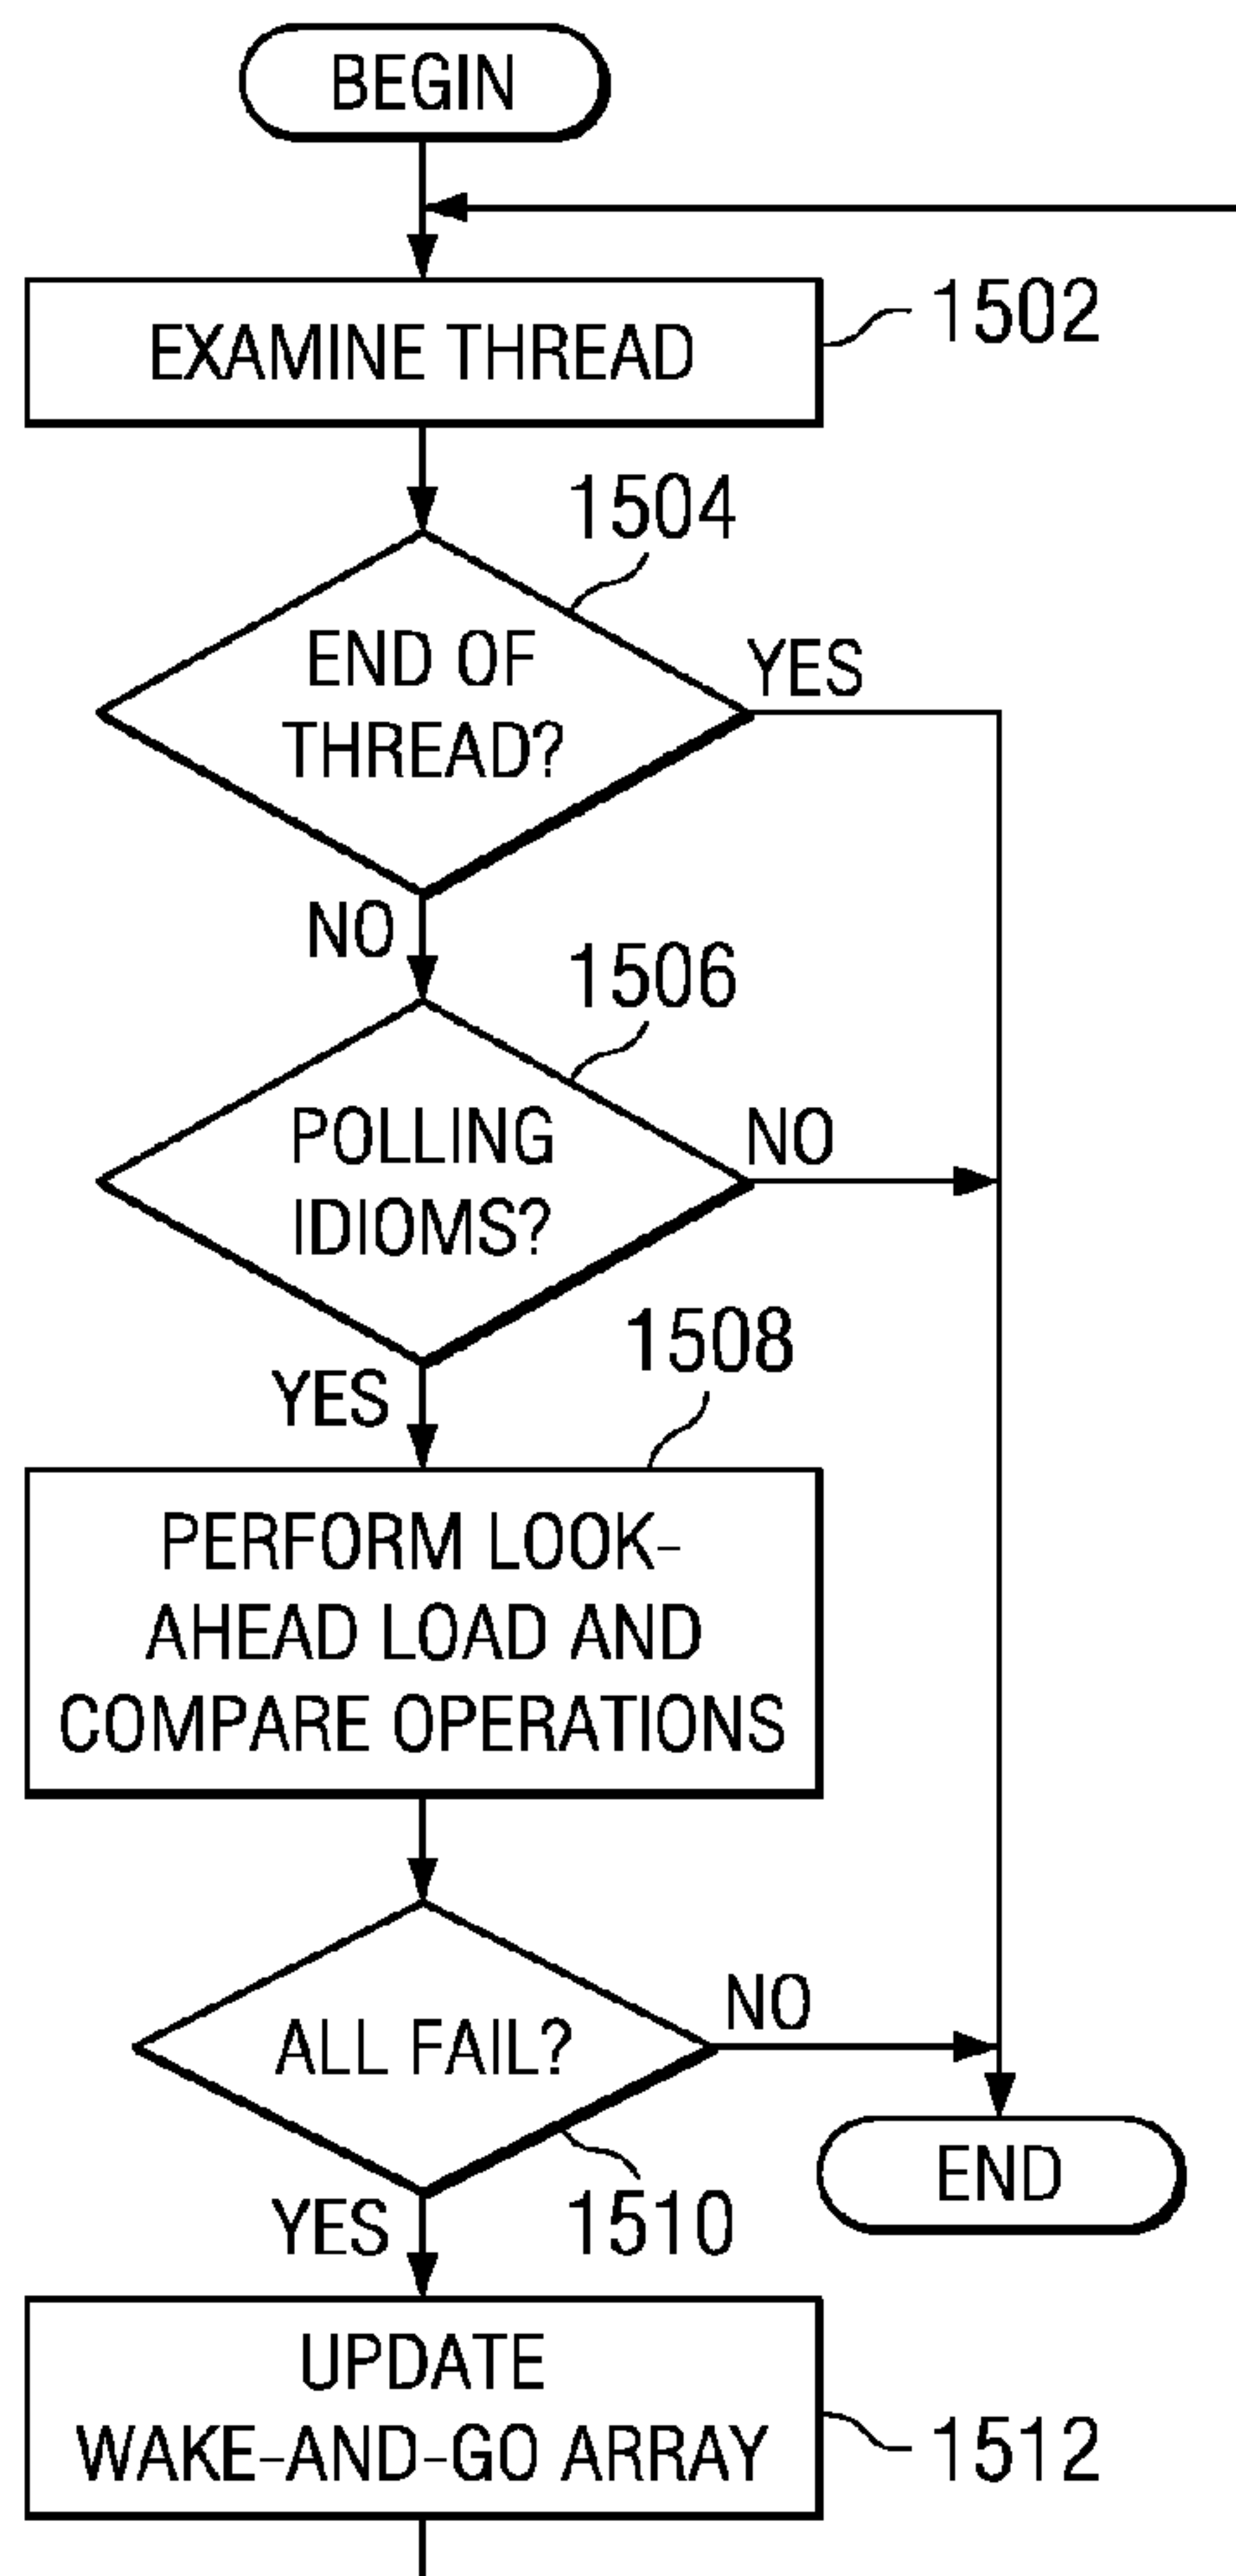 BEGIN
EXAMINE THREAD
1502
1504
END OF
THREAD?
YES
NO
1506
POLLING
IDIOMS?
NO
YES
1508
PERFORM LOOK-
AHEAD LOAD AND
COMPARE OPERATIONS
ALL FAIL?
NO
YES
1510
END
UPDATE
WAKE-AND-GO ARRAY
1512